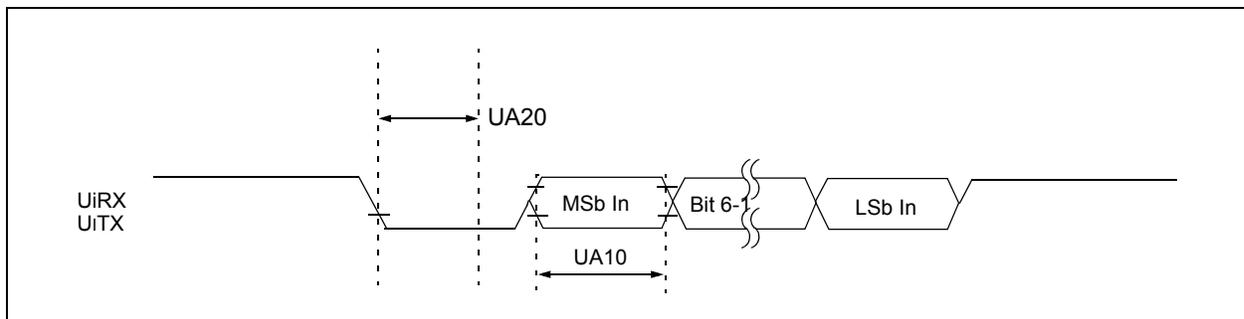 UA20
UiRX
UiTX
MSb In
Bit 6-1
LSb In
UA10